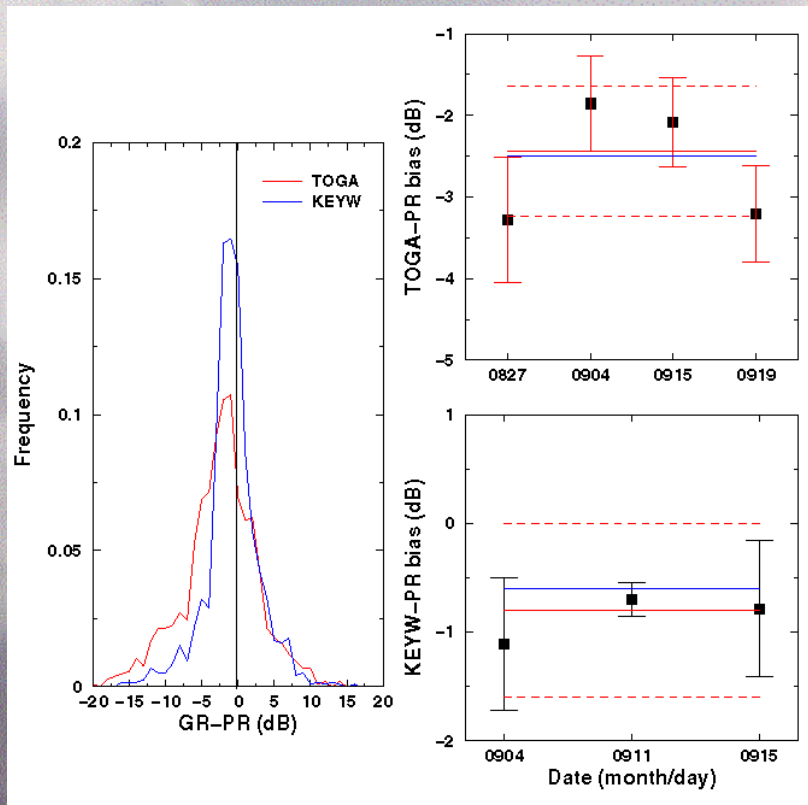 0.2
0.15
0.1
0.05
0
Frequency
TOGA
KEYW
−20 −15 −10 −5 0 5 10 15 20
GR−PR (dB)
−1
−2
−3
−4
−5
TOGA−PR bias (dB)
0827 0904 0915 0919
1
0
−1
−2
KEYW−PR bias (dB)
0904 0911 0915
Date (month/day)